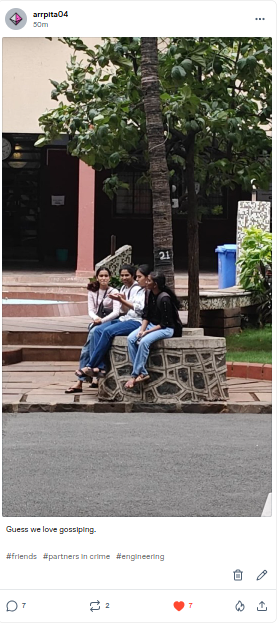 arrpita04
50m
21
Guess we love gossiping.
#friends #partners in crime #engineering
7
2
7